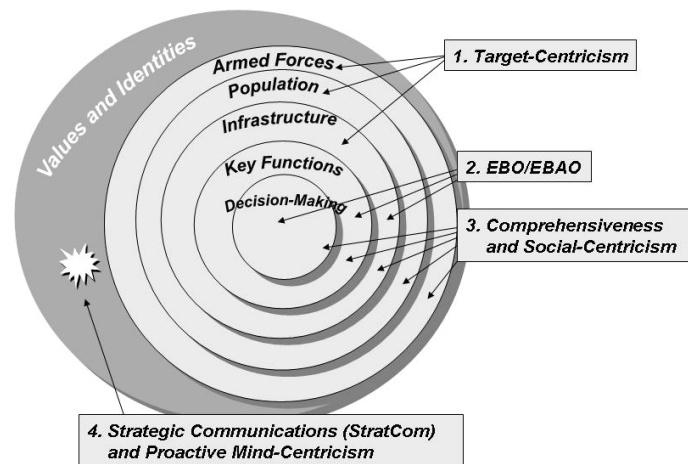 Values and Identities
Armed Forces
Population
Infrastructure
Key Functions
Decision-Making
1. Target-Centricism
2. EBO/EBAO
3. Comprehensiveness
and Social-Centricism
4. Strategic Communications (StratCom)
and Proactive Mind-Centricism